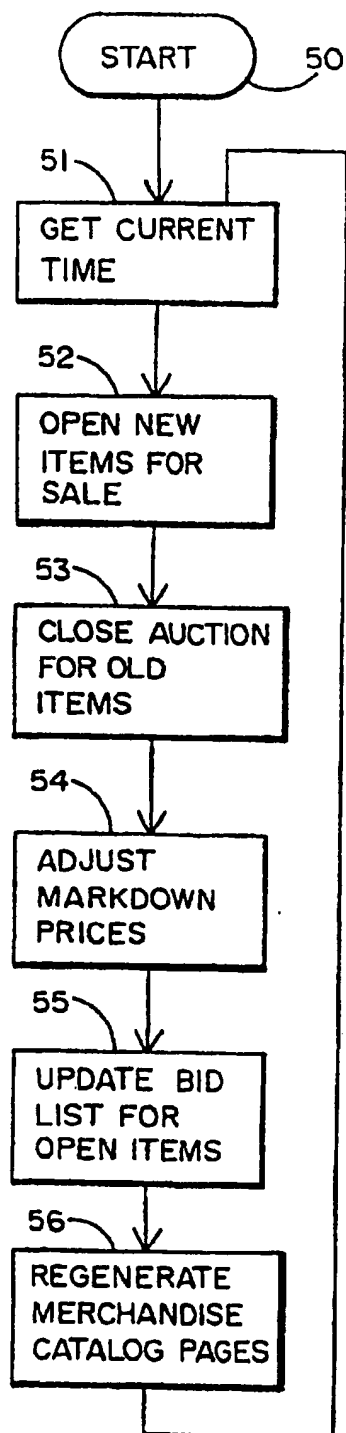 START
50
51
GET CURRENT
TIME
52
OPEN NEW
ITEMS FOR
SALE
53
CLOSE AUCTION
FOR OLD
ITEMS
54
ADJUST
MARKDOWN
PRICES
55
UPDATE BID
LIST FOR
OPEN ITEMS
56
REGENERATE
MERCHANDISE
CATALOG PAGES